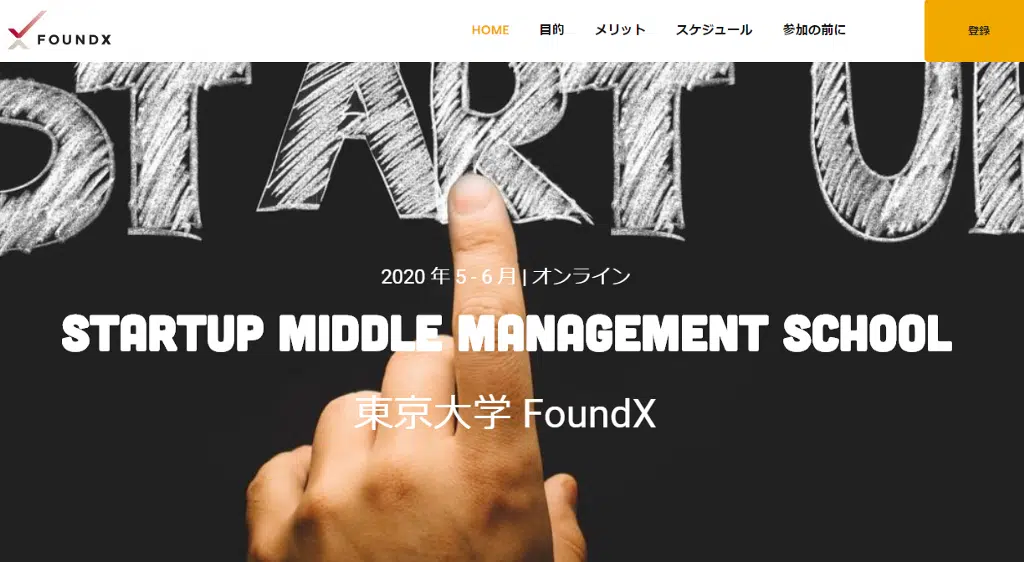 FOUNDX
HOME 目的 メリット スケジュール 参加の前に 登録
START UP
2020 年 5 - 6 月 | オンライン
STARTUP MIDDLE MANAGEMENT SCHOOL
東京大学 FoundX